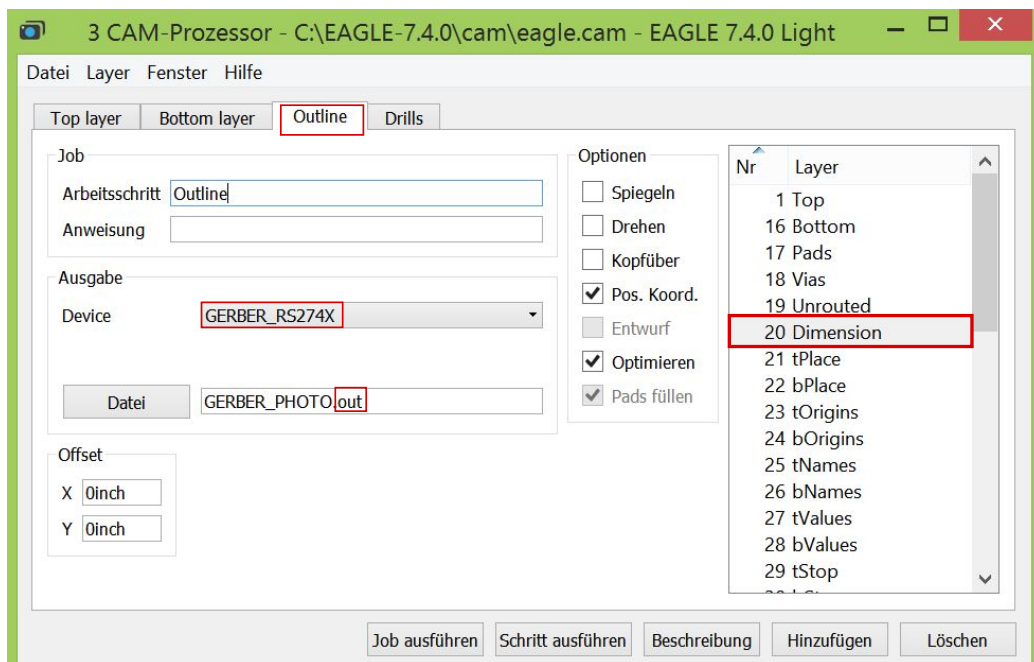 3 CAM-Prozessor - C:\EAGLE-7.4.0\cam\eagle.cam - EAGLE 7.4.0 Light
Datei Layer Fenster Hilfe
Top layer Bottom layer Outline Drills
Job
Arbeitsschritt Outline
Anweisung
Ausgabe
Device GERBER_RS274X
Datei GERBER_PHOTO.out
Offset
X 0inch
Y 0inch
Optionen
Spiegeln
Drehen
Kopfüber
Pos. Koord.
Entwurf
Optimieren
Pads füllen
Nr Layer
1 Top
16 Bottom
17 Pads
18 Vias
19 Unrouted
20 Dimension
21 tPlace
22 bPlace
23 tOrigins
24 bOrigins
25 tNames
26 bNames
27 tValues
28 bValues
29 tStop
Job ausführen Schritt ausführen Beschreibung Hinzufügen Löschen